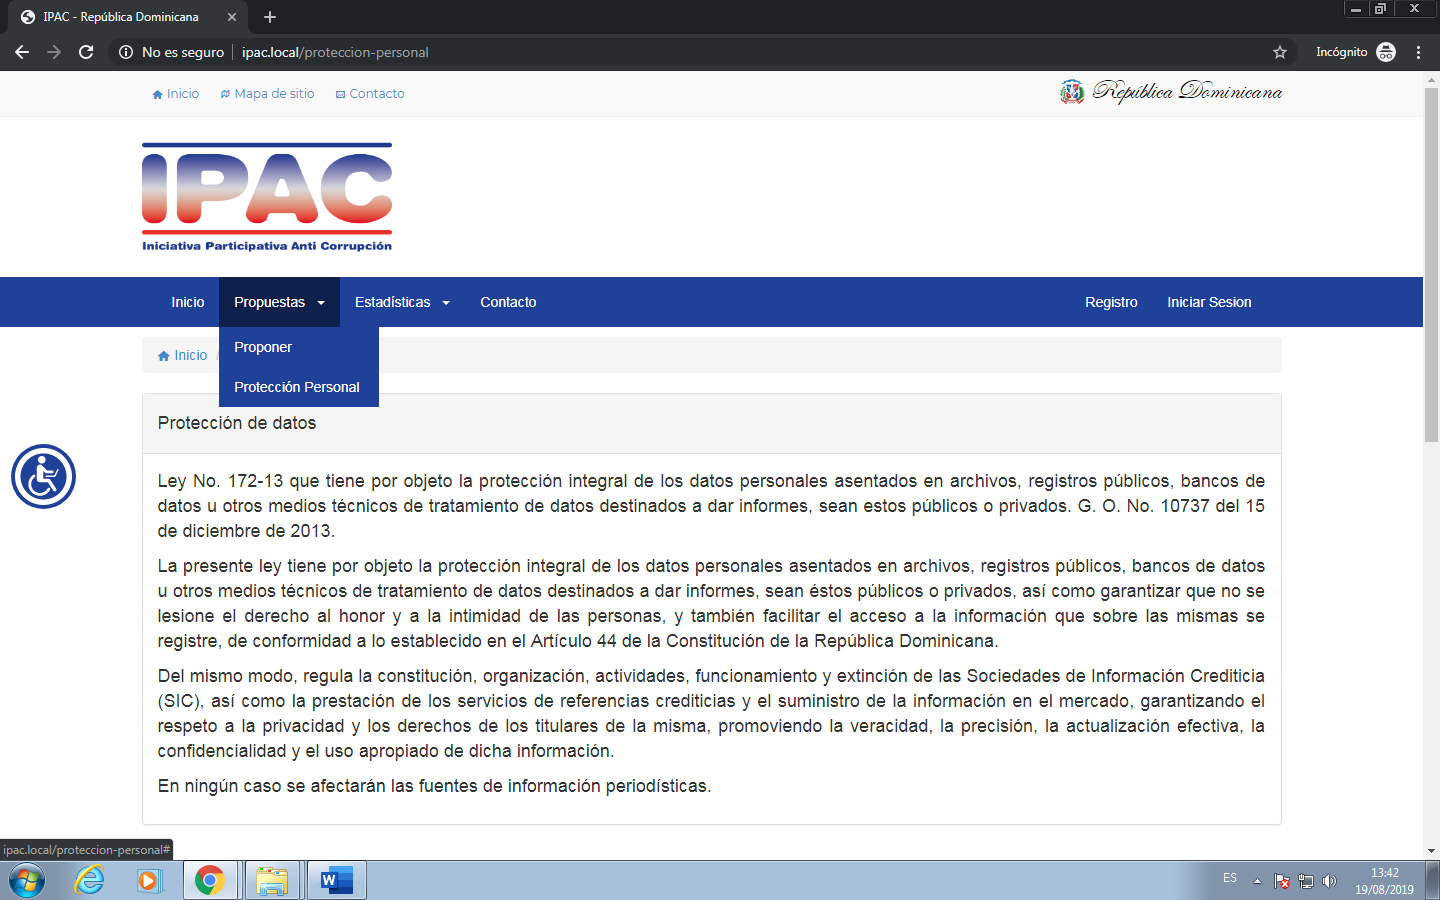 IPAC - República Dominicana
No es seguro
ipac.local/proteccion-personal
Incógnito
Inicio
Mapa de sitio
Contacto
República Dominicana
IPAC
Iniciativa Participativa Anti Corrupción
Inicio
Propuestas
Estadísticas
Contacto
Registro
Iniciar Sesion
Proponer
Protección Personal
Inicio /
Protección de datos
Ley No. 172-13 que tiene por objeto la protección integral de los datos personales asentados en archivos, registros públicos, bancos de
datos u otros medios técnicos de tratamiento de datos destinados a dar informes, sean estos públicos o privados. G. O. No. 10737 del 15
de diciembre de 2013.
La presente ley tiene por objeto la protección integral de los datos personales asentados en archivos, registros públicos, bancos de datos
u otros medios técnicos de tratamiento de datos destinados a dar informes, sean éstos públicos o privados, así como garantizar que no se
lesione el derecho al honor y a la intimidad de las personas, y también facilitar el acceso a la información que sobre las mismas se
registre, de conformidad a lo establecido en el Artículo 44 de la Constitución de la República Dominicana.
Del mismo modo, regula la constitución, organización, actividades, funcionamiento y extinción de las Sociedades de Información Crediticia
(SIC), así como la prestación de los servicios de referencias crediticias y el suministro de la información en el mercado, garantizando el
respeto a la privacidad y los derechos de los titulares de la misma, promoviendo la veracidad, la precisión, la actualización efectiva, la
confidencialidad y el uso apropiado de dicha información.
En ningún caso se afectarán las fuentes de información periodísticas.
ipac.local/proteccion-personal#
ES
13:42
19/08/2019